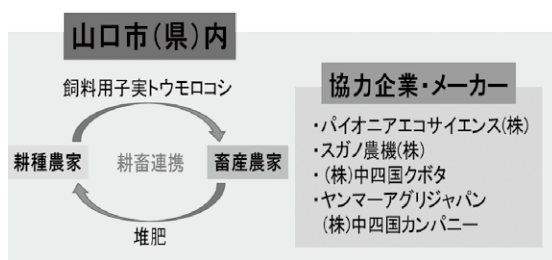 山口市(県)内
飼料用子実トウモロコシ
耕種農家
耕畜連携
畜産農家
堆肥
協力企業・メーカー
・パイオニアエコサイエンス(株)
・スガノ農機(株)
・(株)中四国クボタ
・ヤンマーアグリジャパン
(株)中四国カンパニー